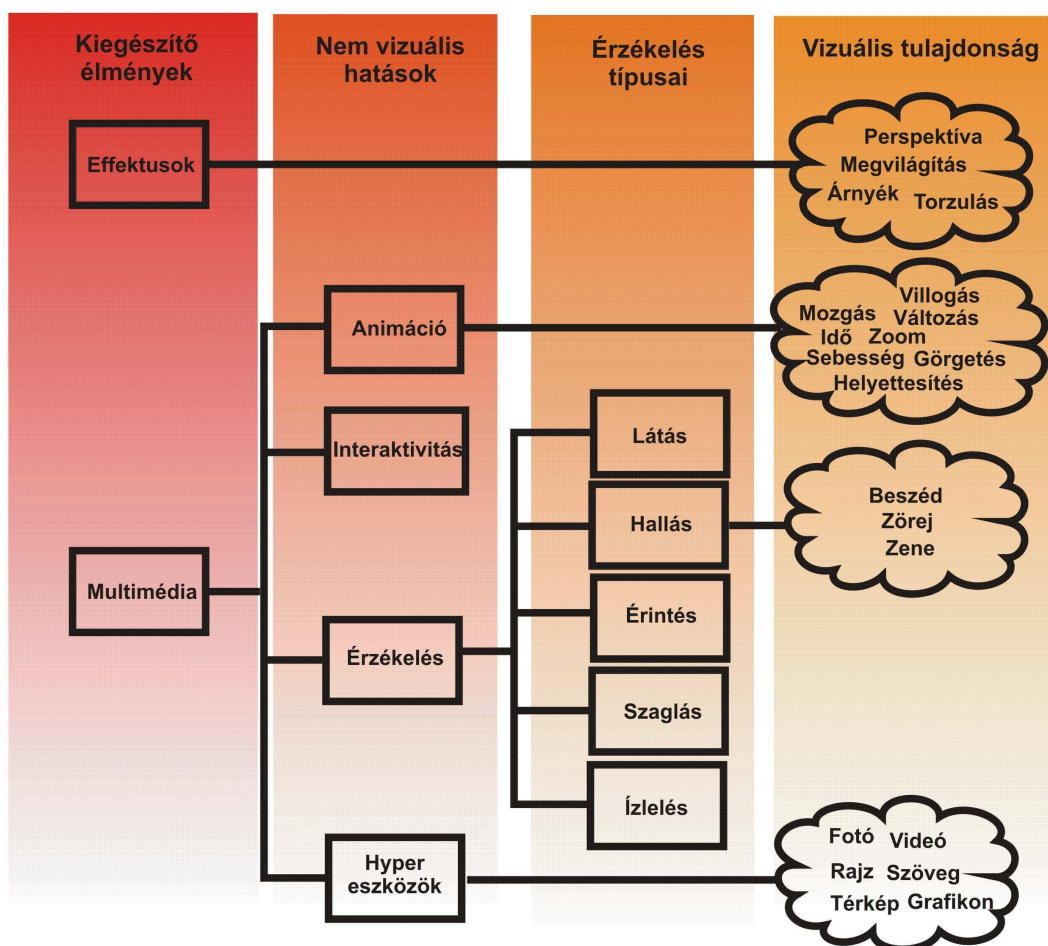 Kiegészítő
élmények
Nem vizuális
hatások
Érzékelés
típusai
Vizuális tulajdonság
Effektusok
Perspektíva
Megvilágítás
Árnyék
Torzulás
Animáció
Villogás
Mozgás
Változás
Idő Zoom
Sebesség Görgetés
Helyettesítés
Interaktivitás
Látás
Hallás
Beszéd
Zörej
Zene
Multimédia
Érzékelés
Érintés
Szaglás
Ízlelés
Hyper
eszközök
Fotó Videó
Rajz Szöveg
Térkép Grafikon